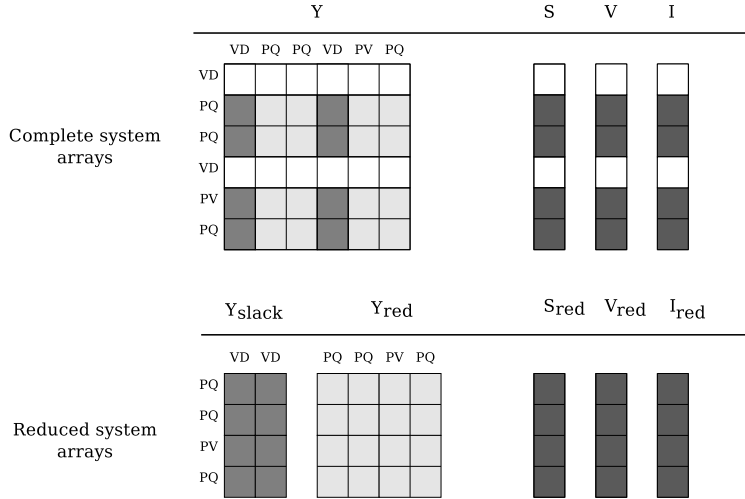 Y S V I
VD PQ PQ VD PV PQ
VD
PQ
PQ
VD
PV
PQ
Complete system
arrays
Yslack Yred Sred Vred Ired
VD VD PQ PQ PV PQ
PQ
PQ
PV
PQ
Reduced system
arrays